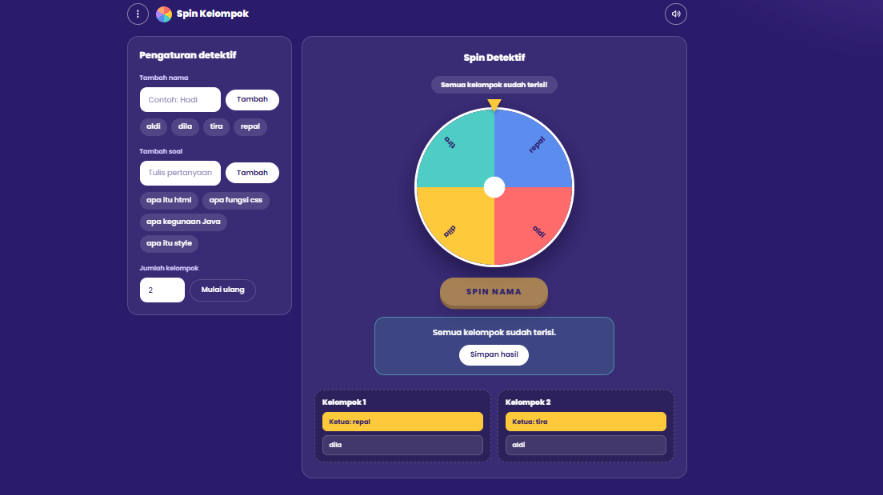 Spin Kelompok
Pengaturan detektif
Tambah nama
Contoh: Hadi
Tambah
aldi
dila
tira
repal
Tambah soal
Tulis pertanyaan
Tambah
apa itu html
apa fungsi css
apa kegunaan Java
apa itu style
Jumlah kelompok
2
Mulai ulang
Spin Detektif
Semua kelompok sudah terisi!
tira
repal
dila
aldi
SPIN NAMA
Semua kelompok sudah terisi.
Simpan hasil
Kelompok 1
Ketua: repal
dila
Kelompok 2
Ketua: tira
aldi